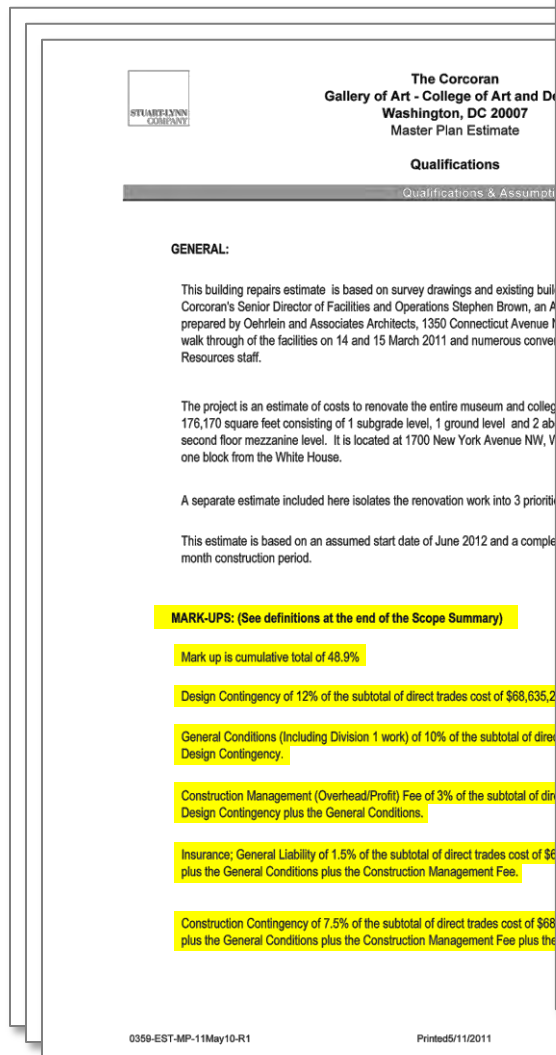 STUART-LYNN
COMPANY
The Corcoran
Gallery of Art - College of Art and De
Washington, DC 20007
Master Plan Estimate
Qualifications
Qualifications & Assumpti
GENERAL:
This building repairs estimate is based on survey drawings and existing buil
Corcoran's Senior Director of Facilities and Operations Stephen Brown, an A
prepared by Oehrlein and Associates Architects, 1350 Connecticut Avenue N
walk through of the facilities on 14 and 15 March 2011 and numerous conver
Resources staff.
The project is an estimate of costs to renovate the entire museum and colleg
176,170 square feet consisting of 1 subgrade level, 1 ground level and 2 ab
second floor mezzanine level. It is located at 1700 New York Avenue NW, W
one block from the White House.
A separate estimate included here isolates the renovation work into 3 prioriti
This estimate is based on an assumed start date of June 2012 and a comple
month construction period.
MARK-UPS: (See definitions at the end of the Scope Summary)
Mark up is cumulative total of 48.9%
Design Contingency of 12% of the subtotal of direct trades cost of $68,635,2
General Conditions (Including Division 1 work) of 10% of the subtotal of direc
Design Contingency.
Construction Management (Overhead/Profit) Fee of 3% of the subtotal of dir
Design Contingency plus the General Conditions.
Insurance; General Liability of 1.5% of the subtotal of direct trades cost of $6
plus the General Conditions plus the Construction Management Fee.
Construction Contingency of 7.5% of the subtotal of direct trades cost of $68
plus the General Conditions plus the Construction Management Fee plus the
0359-EST-MP-11May10-R1
Printed5/11/2011